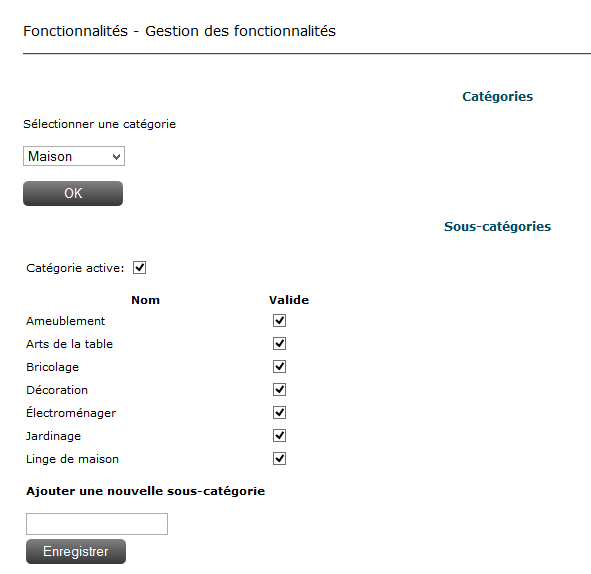 Fonctionnalités - Gestion des fonctionnalités
Catégories
Sélectionner une catégorie
Maison
OK
Sous-catégories
Catégorie active:
Nom Valide
Ameublement
Arts de la table
Bricolage
Décoration
Électroménager
Jardinage
Linge de maison
Ajouter une nouvelle sous-catégorie
Enregistrer